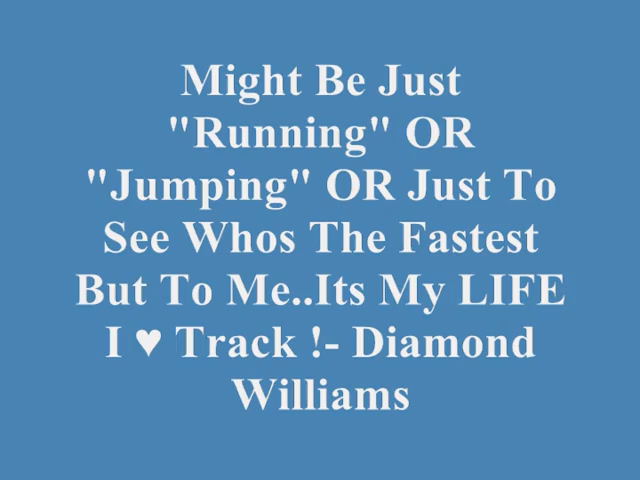 Might Be Just
"Running" OR
"Jumping" OR Just To
See Whos The Fastest
But To Me..Its My LIFE
I ♥ Track !- Diamond
Williams